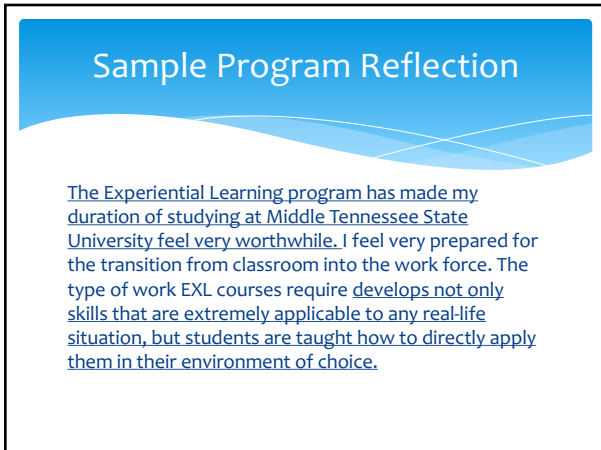 Sample Program Reflection
The Experiential Learning program has made my
duration of studying at Middle Tennessee State
University feel very worthwhile. I feel very prepared for
the transition from classroom into the work force. The
type of work EXL courses require develops not only
skills that are extremely applicable to any real-life
situation, but students are taught how to directly apply
them in their environment of choice.